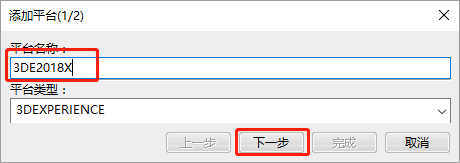 添加平台(1/2)
平台名称：
3DE2018X
平台类型：
3DEXPERIENCE
上一步 下一步 完成 取消